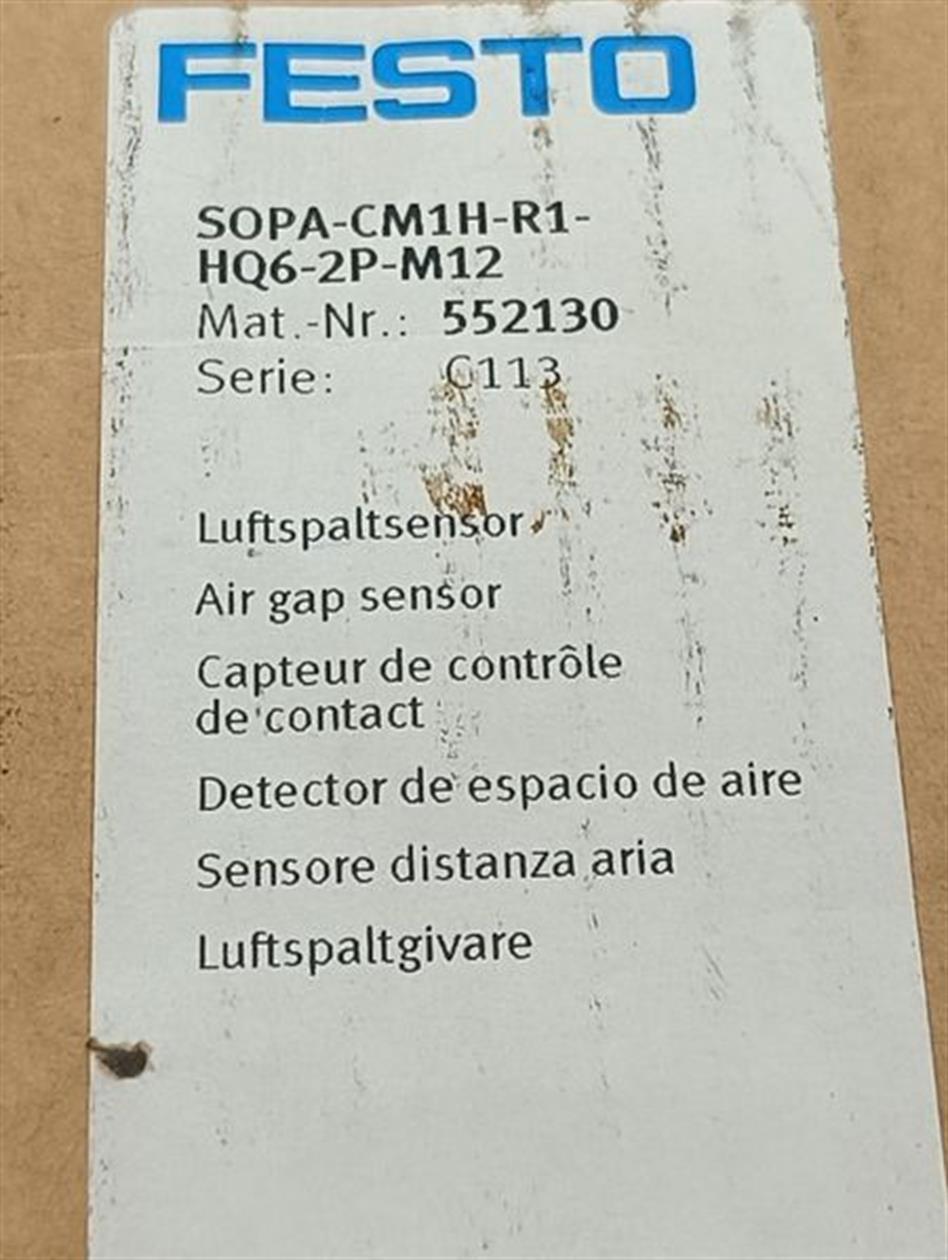 FESTO
SOPA-CM1H-R1-
HQ6-2P-M12
Mat.-Nr.: 552130
Serie: C113
Luftspaltsensor
Air gap sensor
Capteur de contrôle
de contact
Detector de espacio de aire
Sensore distanza aria
Luftspaltgivare